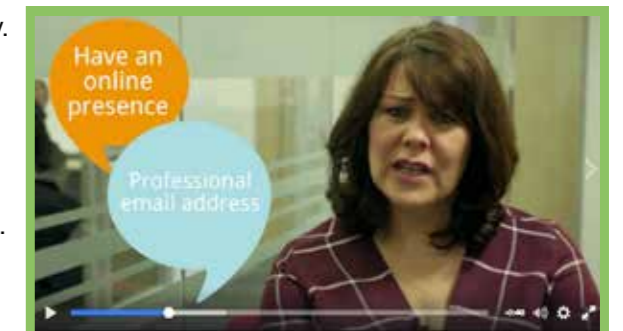 Have an
online
presence
Professional
email address